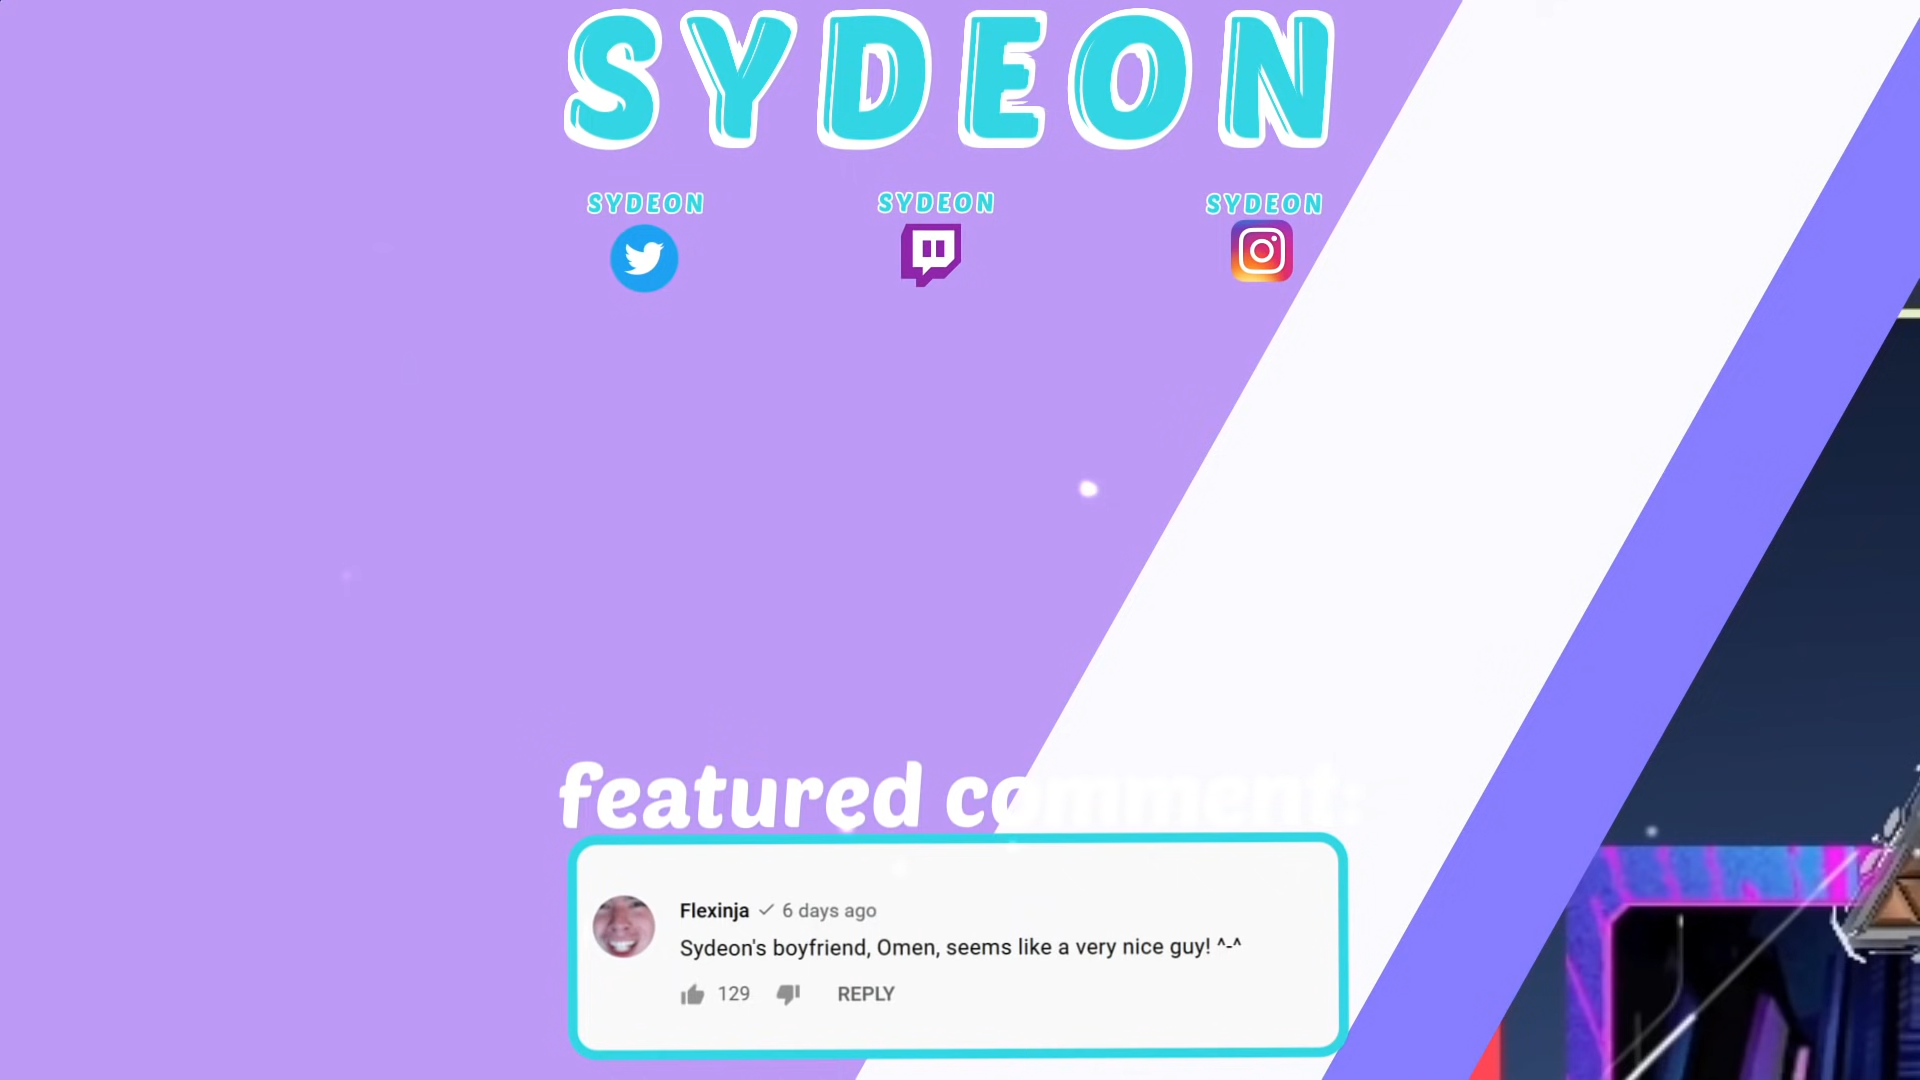 SYDEON
SYDEON SYDEON SYDEON
featured comment:
Flexinja 6 days ago
Sydeon's boyfriend, Omen, seems like a very nice guy! ^-^
129 REPLY